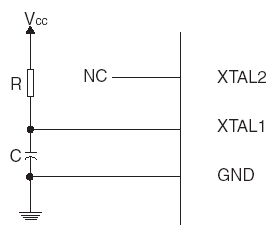 Vcc
NC XTAL2
R
XTAL1
C
GND